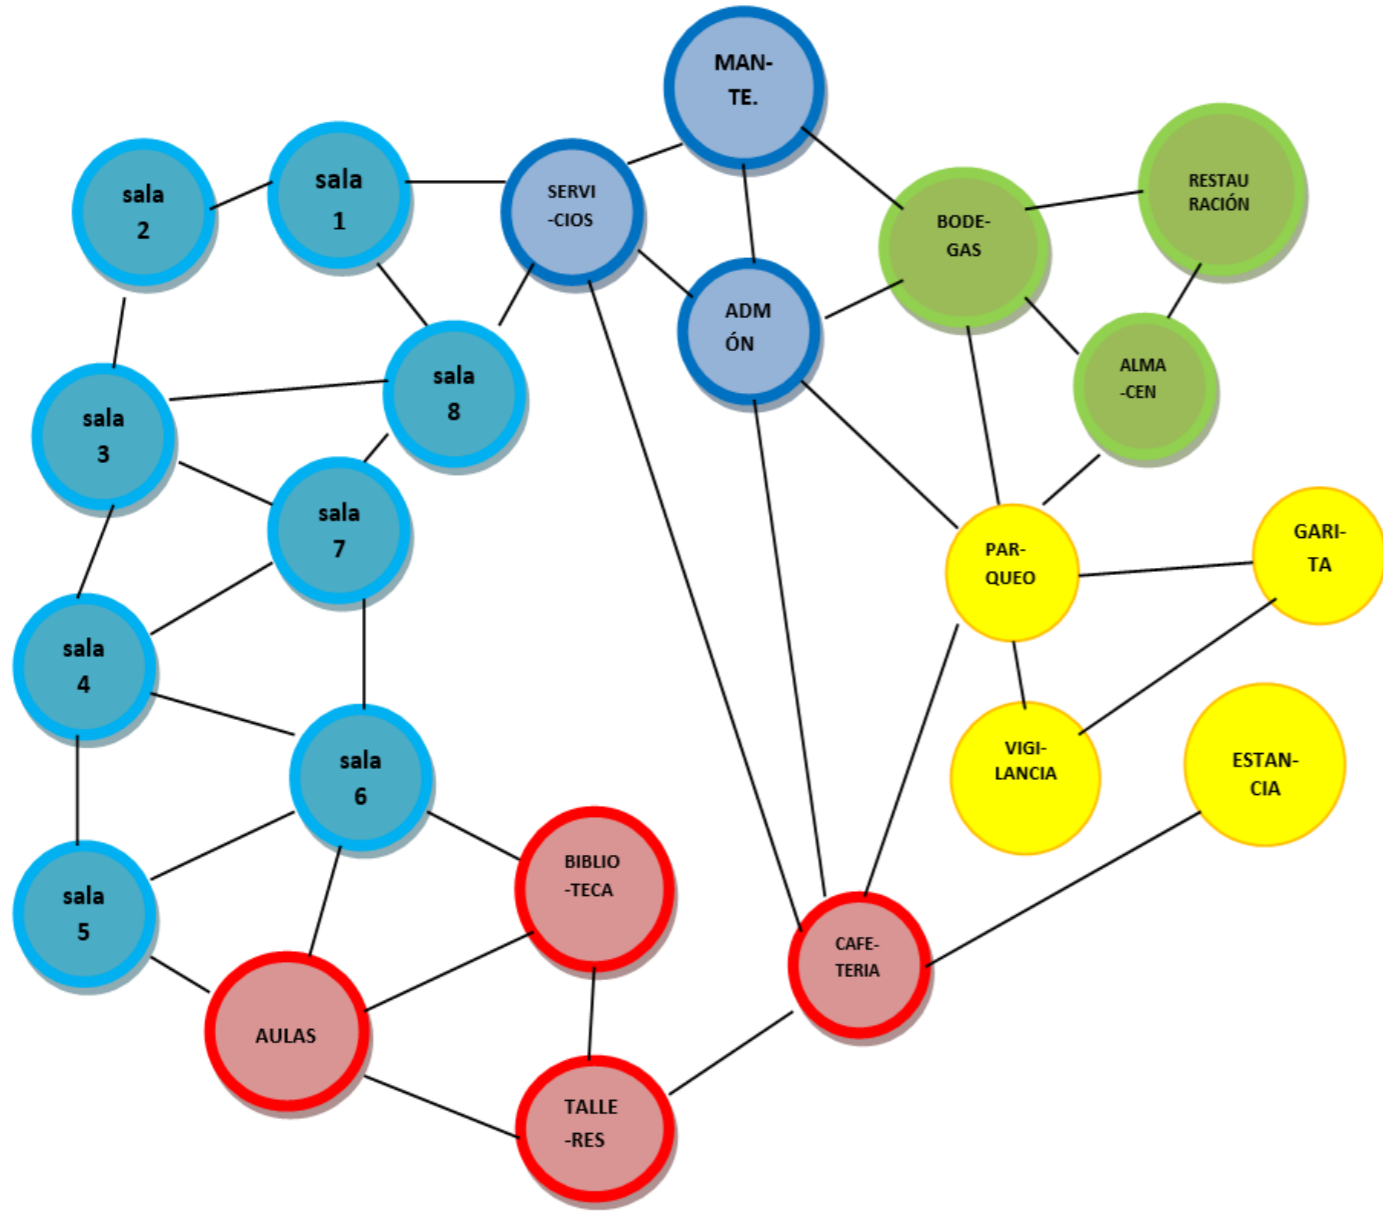 MAN-
TE.
RESTAU
RACIÓN
sala
2
sala
1
SERVI
-CIOS
BODE-
GAS
ADM
ÓN
ALMA
-CEN
sala
8
sala
3
sala
7
PAR-
QUEO
GARI-
TA
sala
4
sala
6
VIGI-
LANCIA
ESTAN-
CIA
BIBLIO
-TECA
sala
5
CAFE-
TERIA
AULAS
TALLE
-RES